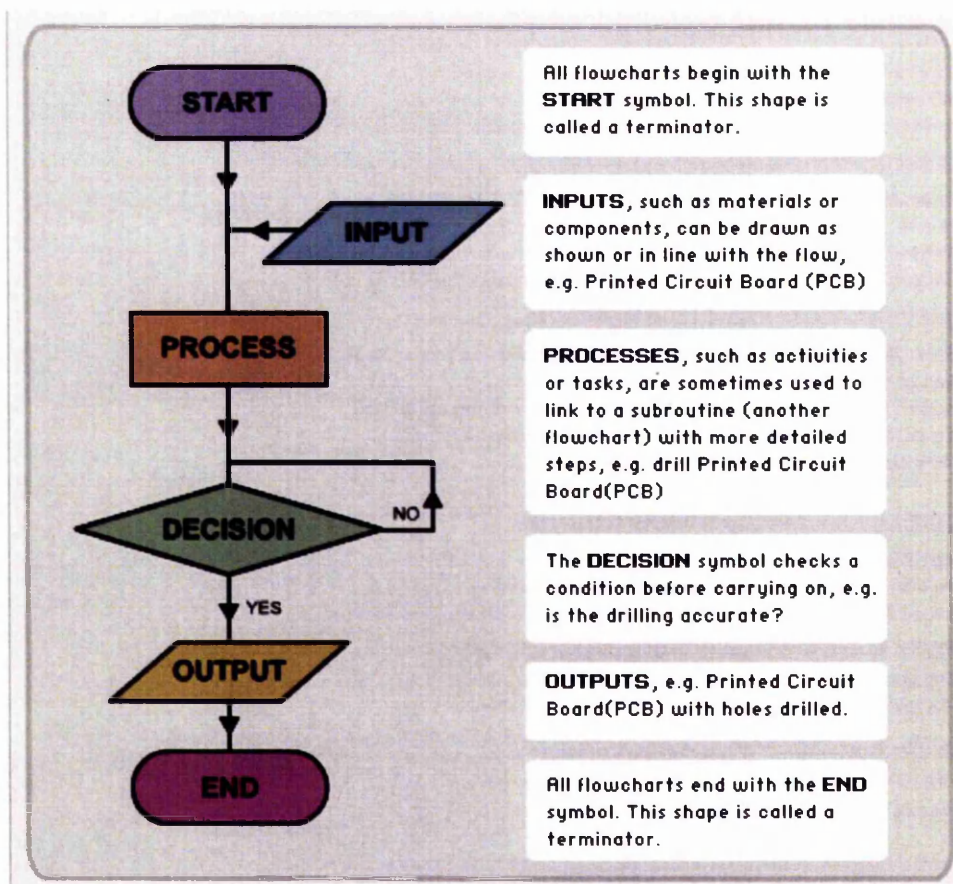 START
All flowcharts begin with the
START symbol. This shape is
called a terminator.
INPUT
INPUTS, such as materials or
components, can be drawn as
shown or in line with the flow,
e.g. Printed Circuit Board (PCB)
PROCESS
PROCESSES, such as activities
or tasks, are sometimes used to
link to a subroutine (another
flowchart) with more detailed
steps, e.g. drill Printed Circuit
Board(PCB)
DECISION
NO
YES
The DECISION symbol checks a
condition before carrying on, e.g.
is the drilling accurate?
OUTPUT
OUTPUTS, e.g. Printed Circuit
Board(PCB) with holes drilled.
END
All flowcharts end with the END
symbol. This shape is called a
terminator.